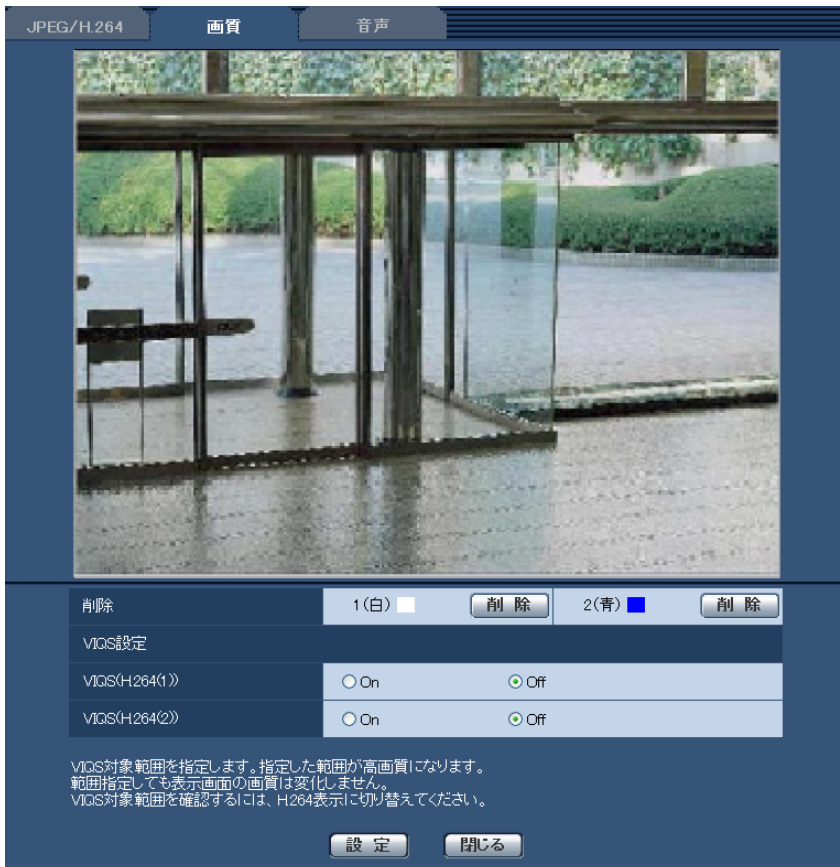 JPEG/H.264 画質 音声
削除 1(白) 削除 2(青) 削除
VIQS設定
VIQS(H.264(1)) On Off
VIQS(H.264(2)) On Off
VIQS対象範囲を指定します。指定した範囲が高画質になります。
範囲指定しても表示画面の画質は変化しません。
VIQS対象範囲を確認するには、H.264表示に切り替えてください。
設定 閉じる